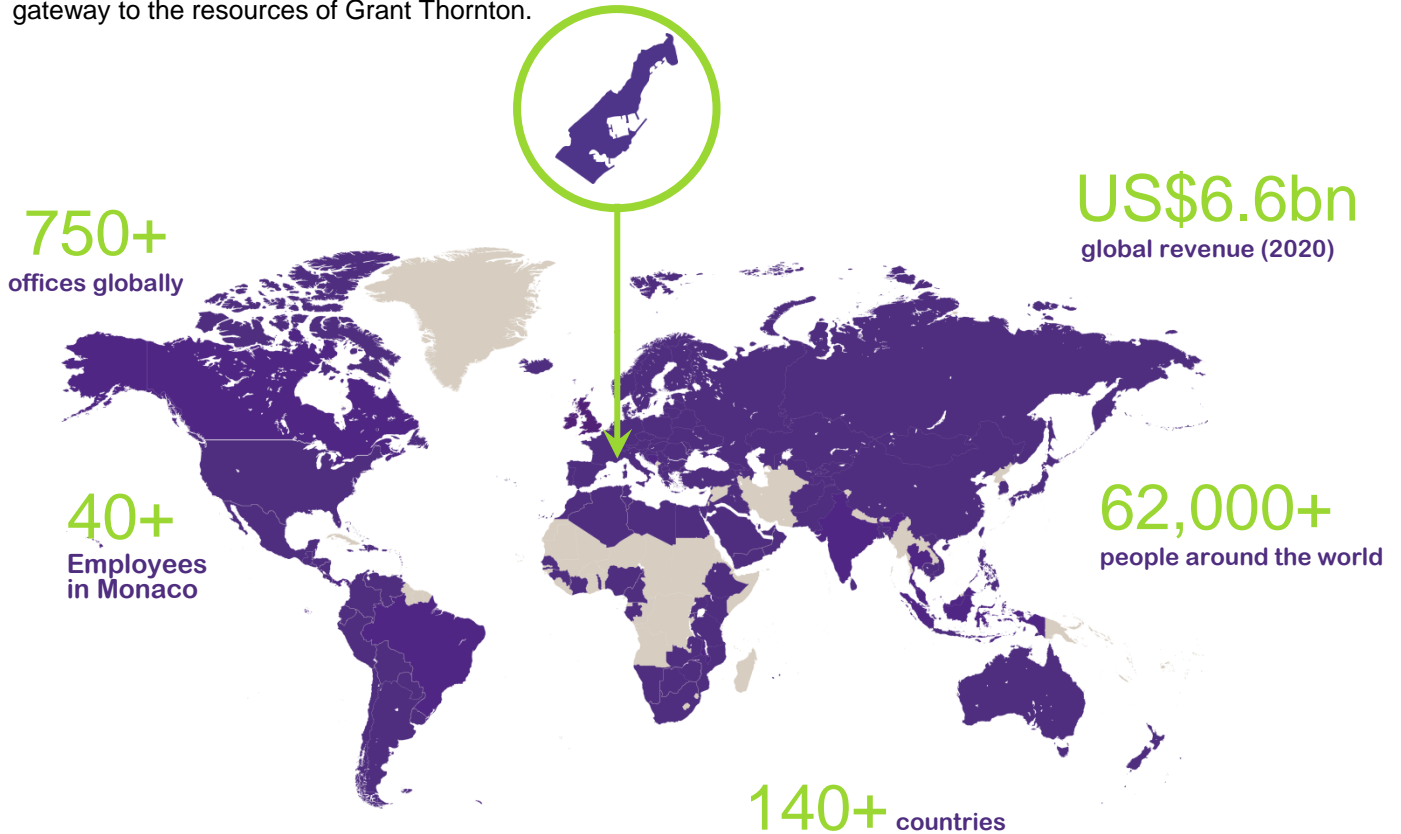 gateway to the resources of Grant Thornton.
US$6.6bn
global revenue (2020)
750+
offices globally
40+
Employees
in Monaco
62,000+
people around the world
140+ countries